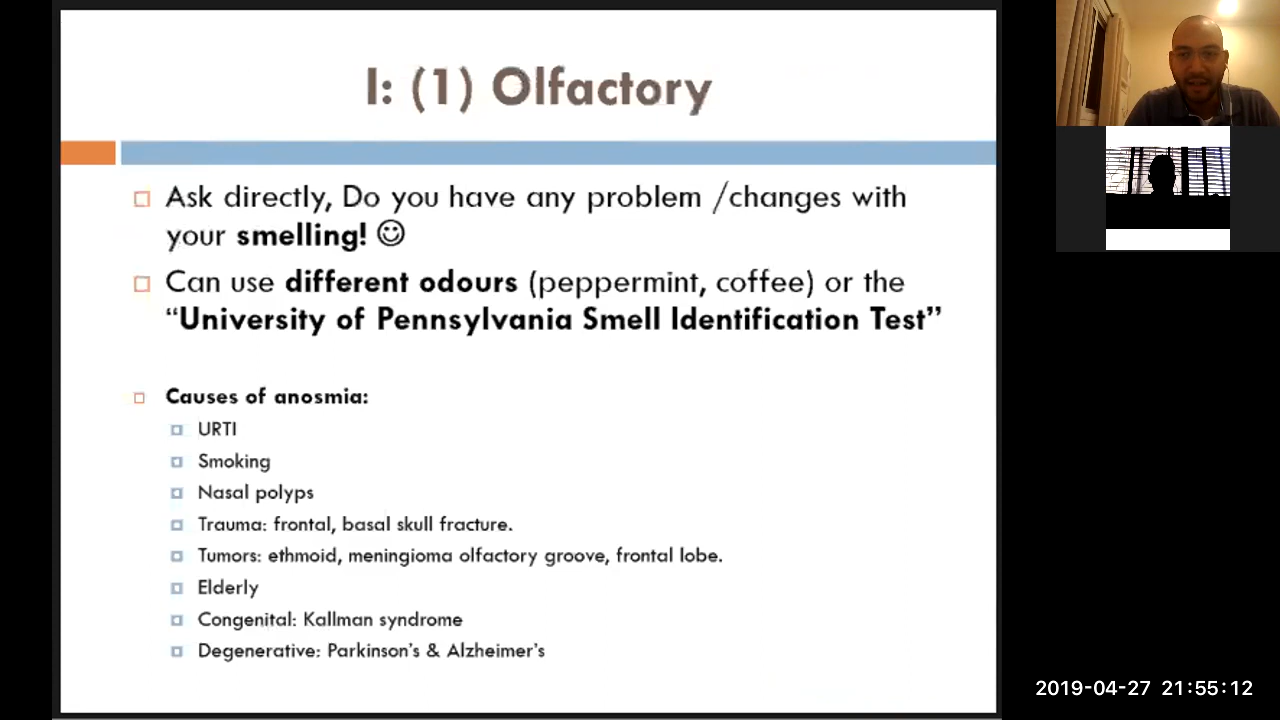 I: (1) Olfactory
Ask directly, Do you have any problem /changes with
your smelling! ☺
Can use different odours (peppermint, coffee) or the
“University of Pennsylvania Smell Identification Test”
Causes of anosmia:
URTI
Smoking
Nasal polyps
Trauma: frontal, basal skull fracture.
Tumors: ethmoid, meningioma olfactory groove, frontal lobe.
Elderly
Congenital: Kallman syndrome
Degenerative: Parkinson’s & Alzheimer’s
2019-04-27 21:55:12